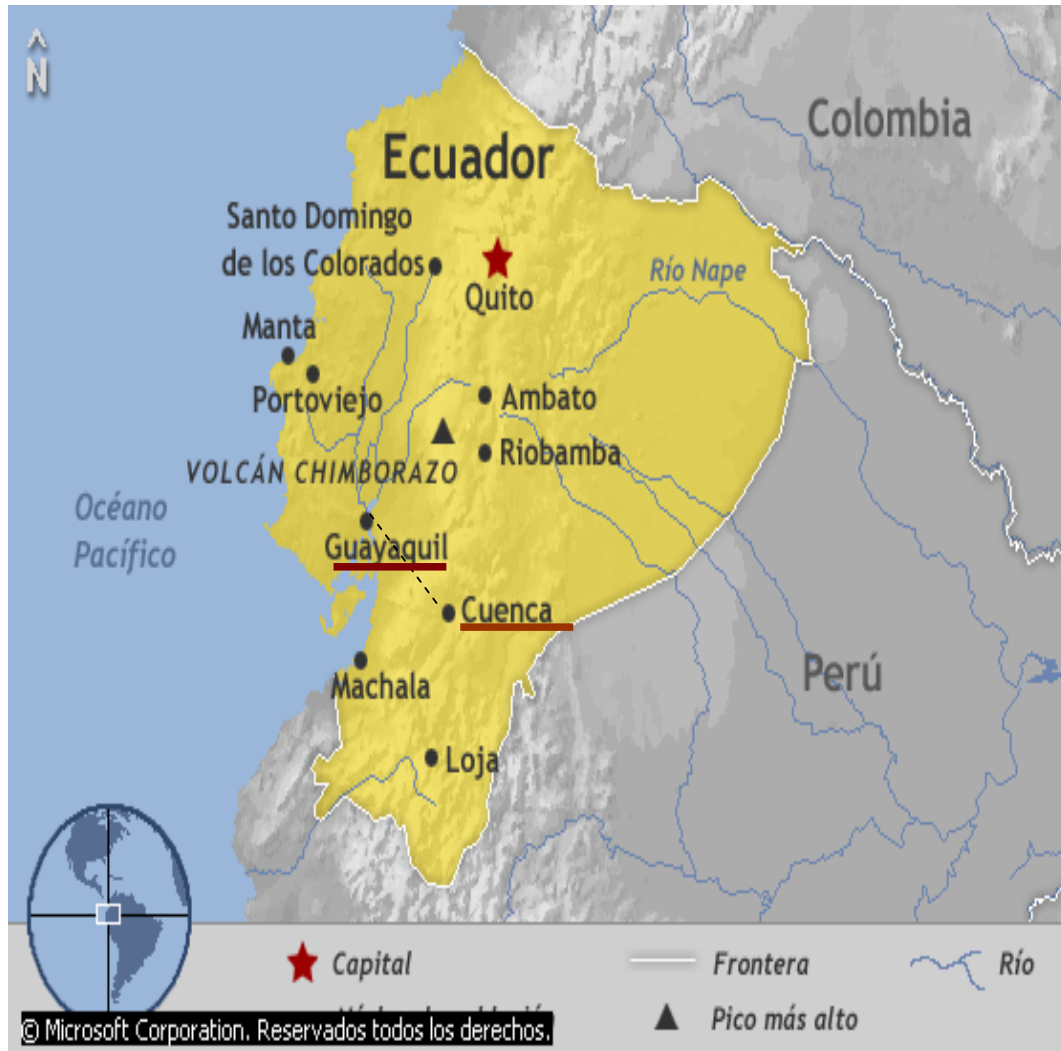 N
Colombia
Ecuador
Santo Domingo
de los Colorados
Río Nape
Quito
Manta
Portoviejo
Ambato
VOLCÁN CHIMBORAZO
Riobamba
Océano
Pacífico
Guayaquil
Cuenca
Perú
Machala
Loja
Capital
Frontera
Río
Pico más alto
© Microsoft Corporation. Reservados todos los derechos.